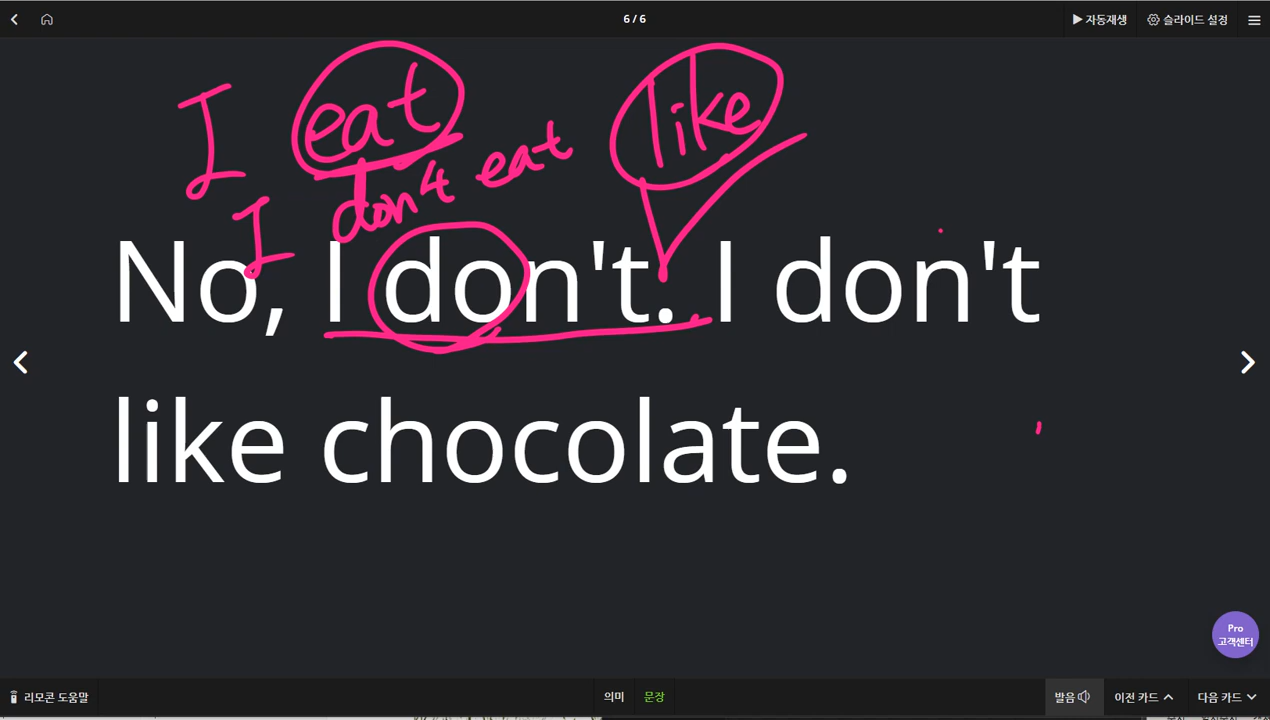 6 / 6
자동재생
슬라이드 설정
I eat like
I don't eat
No, I don't. I don't
like chocolate.
Pro
고객센터
리모콘 도움말
의미
문장
발음
이전 카드
다음 카드